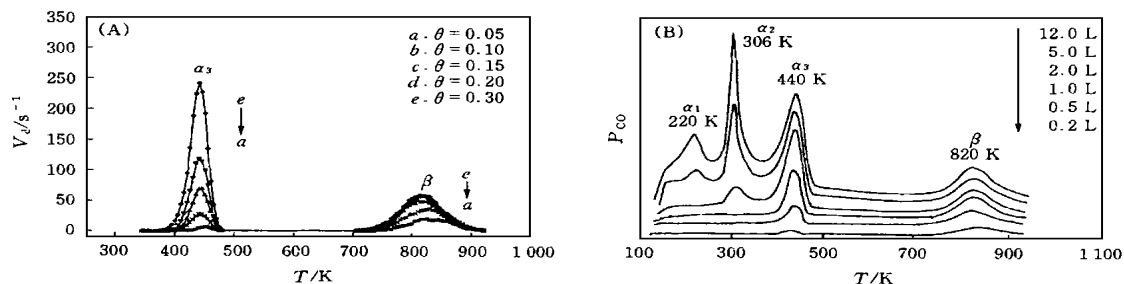 (A)
350
300
250
200
150
100
50
0
V_d/s⁻¹
α₃
e
a
β
e
a
a. θ = 0.05
b. θ = 0.10
c. θ = 0.15
d. θ = 0.20
e. θ = 0.30
300 400 500 600 700 800 900 1 000
T/K
(B)
P_CO
α₁
220 K
α₂
306 K
α₃
440 K
β
820 K
12.0 L
5.0 L
2.0 L
1.0 L
0.5 L
0.2 L
100 300 500 700 900 1 100
T/K